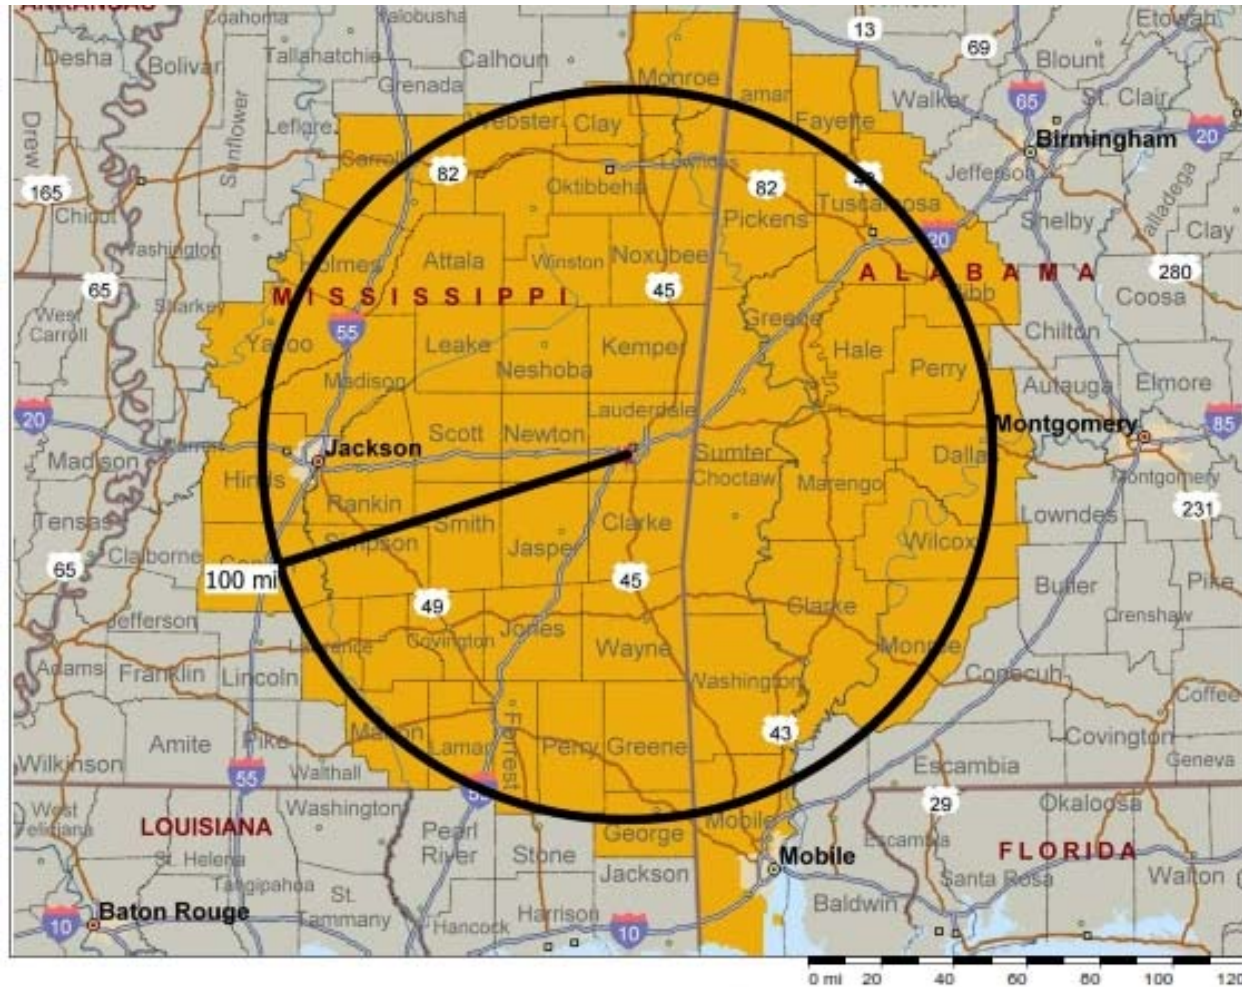 ARKANSAS
Coahoma
Yalobusha
13
Etowah
Desha
Bolivar
Tallahatchie
Calhoun
Monroe
69
Blount
Grenada
Lamar
Walker
65
St. Clair
Drew
Sunflower
Leflore
Webster
Clay
Fayette
Birmingham
20
Carroll
82
Lowndes
Jefferson
165
Oktibbeha
82
Chicot
Pickens
Tuscaloosa
Shelby
Talladega
Washington
Holmes
Attala
Winston
Noxubee
20
Clay
65
MISSISSIPPI
45
ALABAMA
280
Bibb
Coosa
West
Carroll
Sharkey
Yazoo
55
Leake
Kemper
Greene
Hale
Chilton
Neshoba
Perry
Madison
Autauga
Elmore
20
Lauderdale
Montgomery
85
Warren
Jackson
Scott
Newton
Sumter
Dallas
Madison
Hinds
Choctaw
Marengo
Montgomery
Rankin
231
Tensas
Smith
Clarke
Lowndes
Claiborne
Simpson
Jasper
Wilcox
65
100 mi
45
Butler
Pike
49
Clarke
Crenshaw
Jefferson
Lawrence
Covington
Jones
Wayne
Monroe
Adams
Franklin
Lincoln
Washington
Conecuh
Coffee
Amite
Pike
Marion
Lamar
Forrest
Perry
Greene
43
Covington
Wilkinson
55
Walthall
Escambia
Geneva
West
Feliciana
Washington
29
Okaloosa
LOUISIANA
Pearl
River
George
Mobile
Escambia
FLORIDA
St. Helena
Stone
Mobile
Tangipahoa
St.
Tammany
Jackson
Santa Rosa
Walton
10
Baton Rouge
Hancock
Harrison
10
Baldwin
0 mi 20 40 60 80 100 120